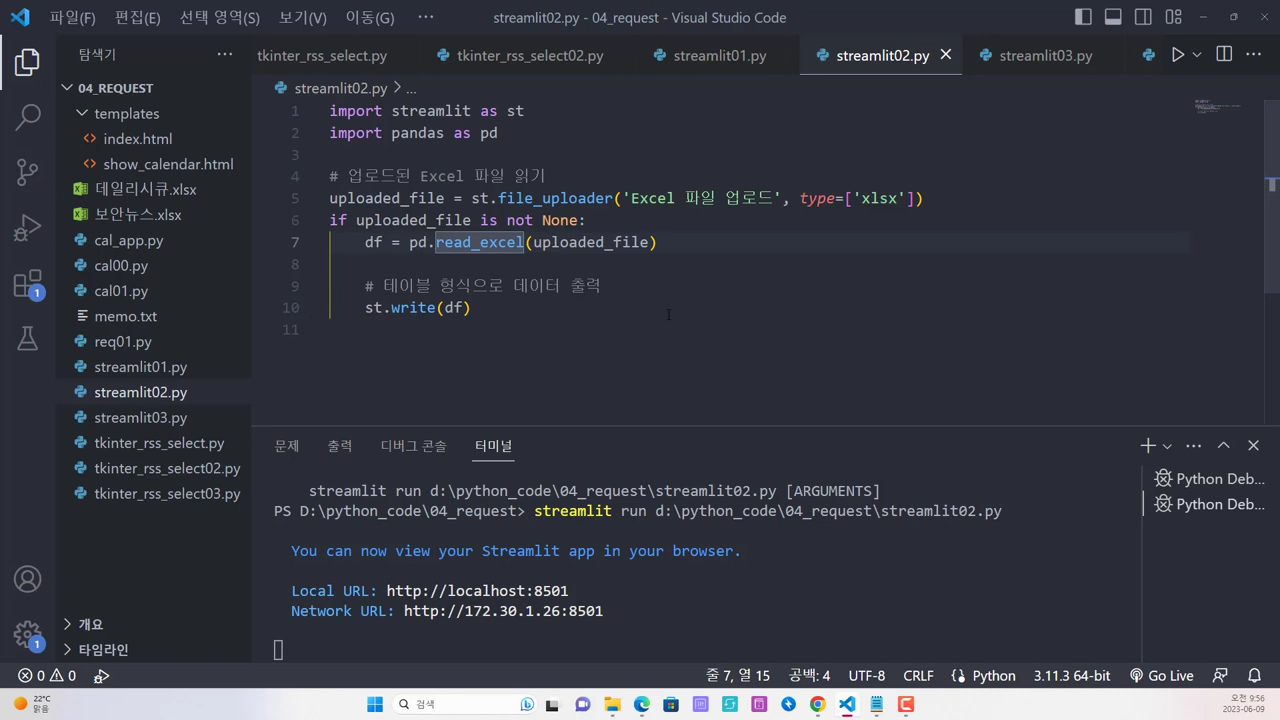 파일(F) 편집(E) 선택 영역(S) 보기(V) 이동(G) ··· streamlit02.py - 04_request - Visual Studio Code
탐색기 ···
tkinter_rss_select.py tkinter_rss_select02.py streamlit01.py streamlit02.py streamlit03.py
04_REQUEST
templates
index.html
show_calendar.html
데일리시큐.xlsx
보안뉴스.xlsx
cal_app.py
cal00.py
cal01.py
memo.txt
req01.py
streamlit01.py
streamlit02.py
streamlit03.py
tkinter_rss_select.py
tkinter_rss_select02.py
tkinter_rss_select03.py
개요
타임라인
1
1
streamlit02.py > ...
1 import streamlit as st
2 import pandas as pd
3
4 # 업로드된 Excel 파일 읽기
5 uploaded_file = st.file_uploader('Excel 파일 업로드', type=['xlsx'])
6 if uploaded_file is not None:
7 df = pd.read_excel(uploaded_file)
8
9 # 테이블 형식으로 데이터 출력
10 st.write(df)
11
문제 출력 디버그 콘솔 터미널
streamlit run d:\python_code\04_request\streamlit02.py [ARGUMENTS]
PS D:\python_code\04_request> streamlit run d:\python_code\04_request\streamlit02.py
You can now view your Streamlit app in your browser.
Local URL: http://localhost:8501
Network URL: http://172.30.1.26:8501
Python Deb...
Python Deb...
0 0 줄 7, 열 15 공백: 4 UTF-8 CRLF Python 3.11.3 64-bit Go Live
22°C
맑음
검색
오전 9:56
2023-06-09